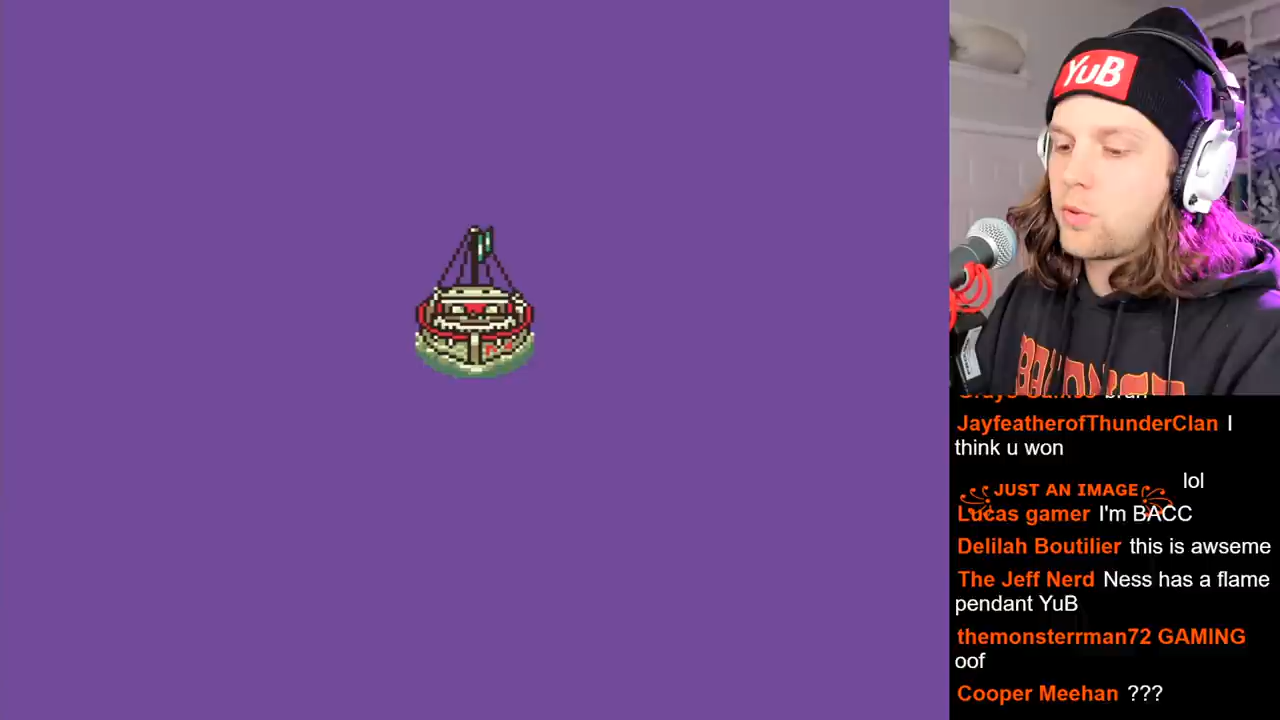 YuB
JayfeatherofThunderClan I
think u won
JUST AN IMAGE lol
Lucas gamer I'm BACC
Delilah Boutilier this is awseme
The Jeff Nerd Ness has a flame
pendant YuB
themonsterrman72 GAMING
oof
Cooper Meehan ???